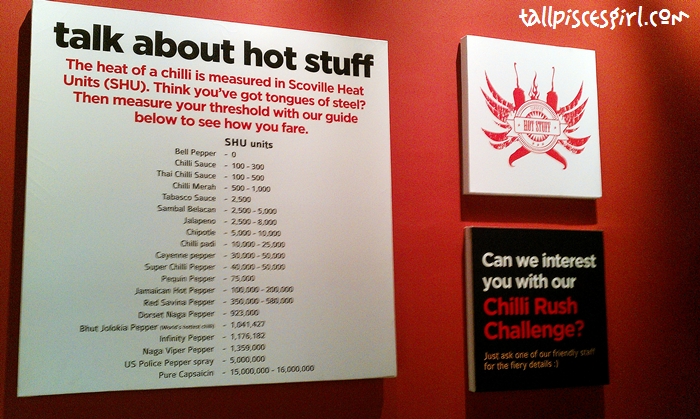 tallpiscesgirl.com
talk about hot stuff
The heat of a chilli is measured in Scoville Heat
Units (SHU). Think you've got tongues of steel?
Then measure your threshold with our guide
below to see how you fare.
SHU units
Bell Pepper - 0
Chilli Sauce - 100 - 300
Thai Chilli Sauce - 100 - 500
Chilli Merah - 500 - 1,000
Tabasco Sauce - 2,500
Sambal Belacan - 2,500 - 5,000
Jalapeno - 2,500 - 8,000
Chipotle - 5,000 - 10,000
Chilli padi - 10,000 - 25,000
Cayenne pepper - 30,000 - 50,000
Super Chilli Pepper - 40,000 - 50,000
Pequin Pepper - 75,000
Jamaican Hot Pepper - 100,000 - 200,000
Red Savina Pepper - 350,000 - 580,000
Dorset Naga Pepper - 923,000
Bhut Jolokia Pepper (World's hottest chilli) - 1,041,427
Infinity Pepper - 1,176,182
Naga Viper Pepper - 1,359,000
US Police Pepper spray - 5,000,000
Pure Capsaicin - 15,000,000 - 16,000,000
HOT STUFF
Can we interest
you with our
Chilli Rush
Challenge?
Just ask one of our friendly staff
for the fiery details :)